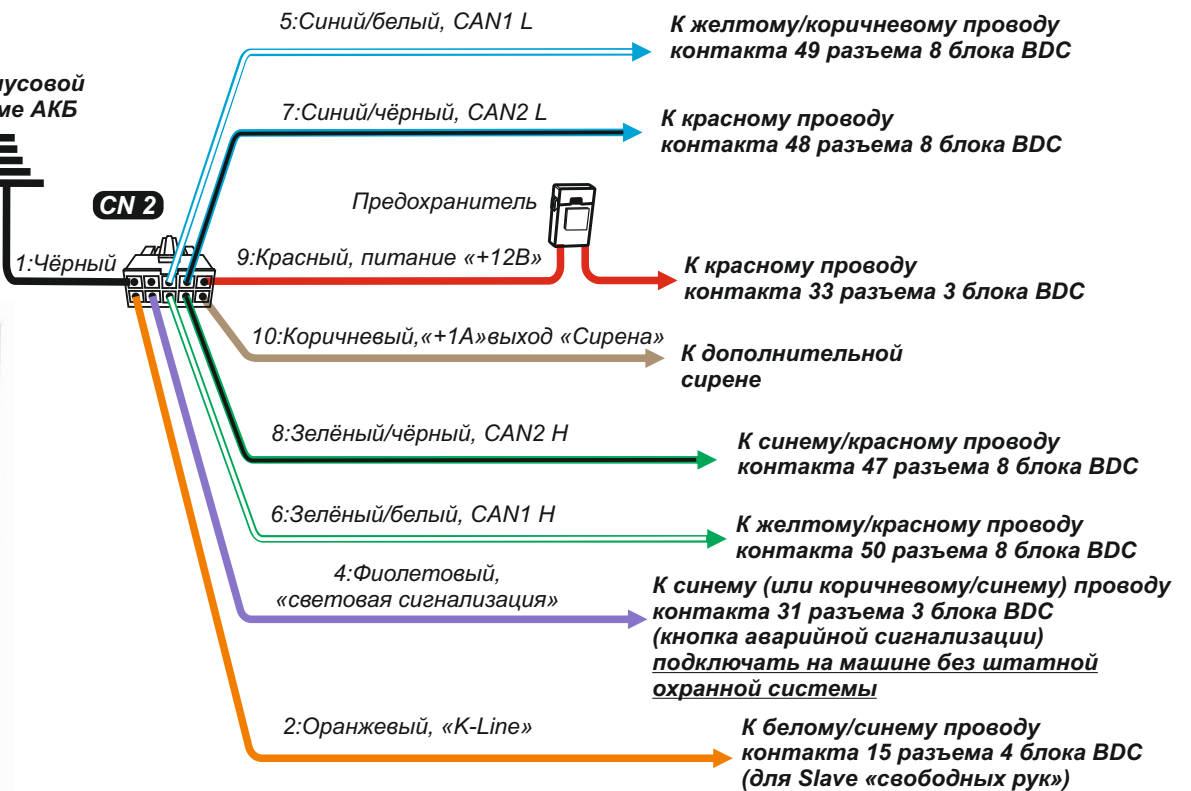 5:Синий/белый, CAN1 L
К желтому/коричневому проводу
контакта 49 разъема 8 блока BDC
АКБ
7:Синий/чёрный, CAN2 L
К красному проводу
контакта 48 разъема 8 блока BDC
CN 2
Предохранитель
1:Чёрный
9:Красный, питание «+12В»
К красному проводу
контакта 33 разъема 3 блока BDC
10:Коричневый,«+1А»выход «Сирена»
К дополнительной
сирене
8:Зелёный/чёрный, CAN2 H
К синему/красному проводу
контакта 47 разъема 8 блока BDC
6:Зелёный/белый, CAN1 H
К желтому/красному проводу
контакта 50 разъема 8 блока BDC
4:Фиолетовый,
«световая сигнализация»
К синему (или коричневому/синему) проводу
контакта 31 разъема 3 блока BDC
(кнопка аварийной сигнализации)
подключать на машине без штатной
охранной системы
2:Оранжевый, «K-Line»
К белому/синему проводу
контакта 15 разъема 4 блока BDC
(для Slave «свободных рук»)